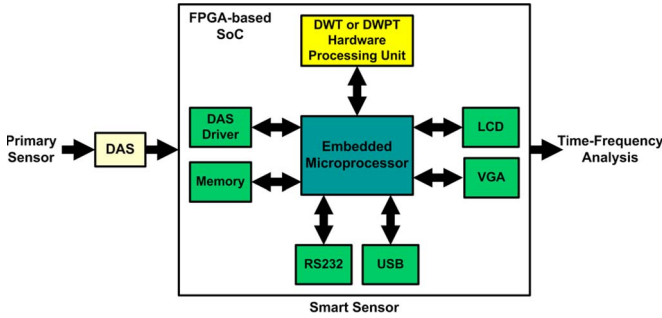 FPGA-based
SoC
DWT or DWPT
Hardware
Processing Unit
Primary
Sensor
DAS
DAS
Driver
Memory
Embedded
Microprocessor
LCD
VGA
RS232
USB
Time-Frequency
Analysis
Smart Sensor